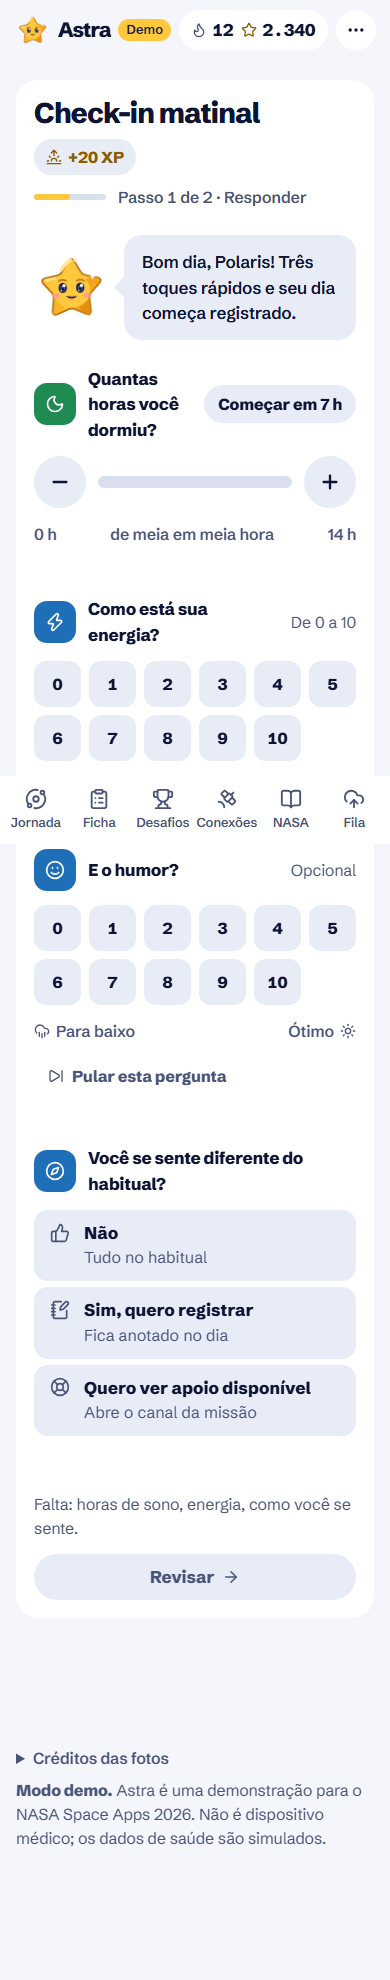 Astra Demo 12 2.340
Check-in matinal
+20 XP
Passo 1 de 2 · Responder
Bom dia, Polaris! Três
toques rápidos e seu dia
começa registrado.
Quantas
horas você
dormiu?
Começar em 7 h
0 h de meia em meia hora 14 h
Como está sua
energia?
De 0 a 10
0 1 2 3 4 5
6 7 8 9 10
Jornada Ficha Desafios Conexões NASA Fila
E o humor? Opcional
0 1 2 3 4 5
6 7 8 9 10
Para baixo Ótimo
Pular esta pergunta
Você se sente diferente do
habitual?
Não
Tudo no habitual
Sim, quero registrar
Fica anotado no dia
Quero ver apoio disponível
Abre o canal da missão
Falta: horas de sono, energia, como você se
sente.
Revisar
Créditos das fotos
Modo demo. Astra é uma demonstração para o
NASA Space Apps 2026. Não é dispositivo
médico; os dados de saúde são simulados.